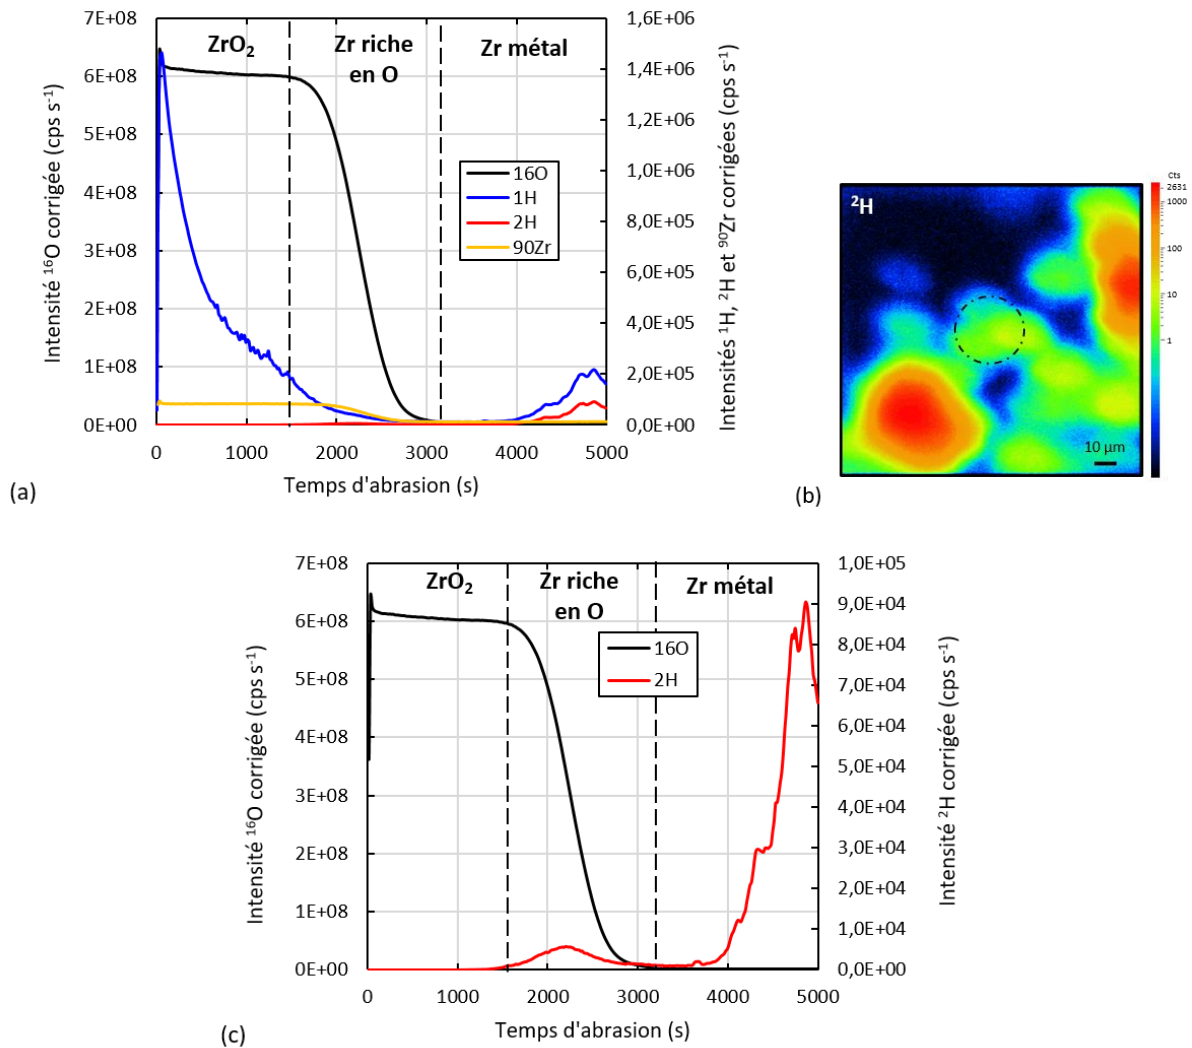 7E+08
6E+08
5E+08
4E+08
3E+08
2E+08
1E+08
0E+00
Intensité ¹⁶O corrigée (cps s⁻¹)
ZrO₂
Zr riche
en O
Zr métal
16O
1H
2H
90Zr
1,6E+06
1,4E+06
1,2E+06
1,0E+06
8,0E+05
6,0E+05
4,0E+05
2,0E+05
0,0E+00
Intensités ¹H, ²H et ⁹⁰Zr corrigées (cps s⁻¹)
0 1000 2000 3000 4000 5000
Temps d'abrasion (s)
(a)
²H
10 µm
Cts
2631
1000
100
10
1
(b)
7E+08
6E+08
5E+08
4E+08
3E+08
2E+08
1E+08
0E+00
Intensité ¹⁶O corrigée (cps s⁻¹)
ZrO₂
Zr riche
en O
Zr métal
16O
2H
1,0E+05
9,0E+04
8,0E+04
7,0E+04
6,0E+04
5,0E+04
4,0E+04
3,0E+04
2,0E+04
1,0E+04
0,0E+00
Intensité ²H corrigée (cps s⁻¹)
0 1000 2000 3000 4000 5000
Temps d'abrasion (s)
(c)